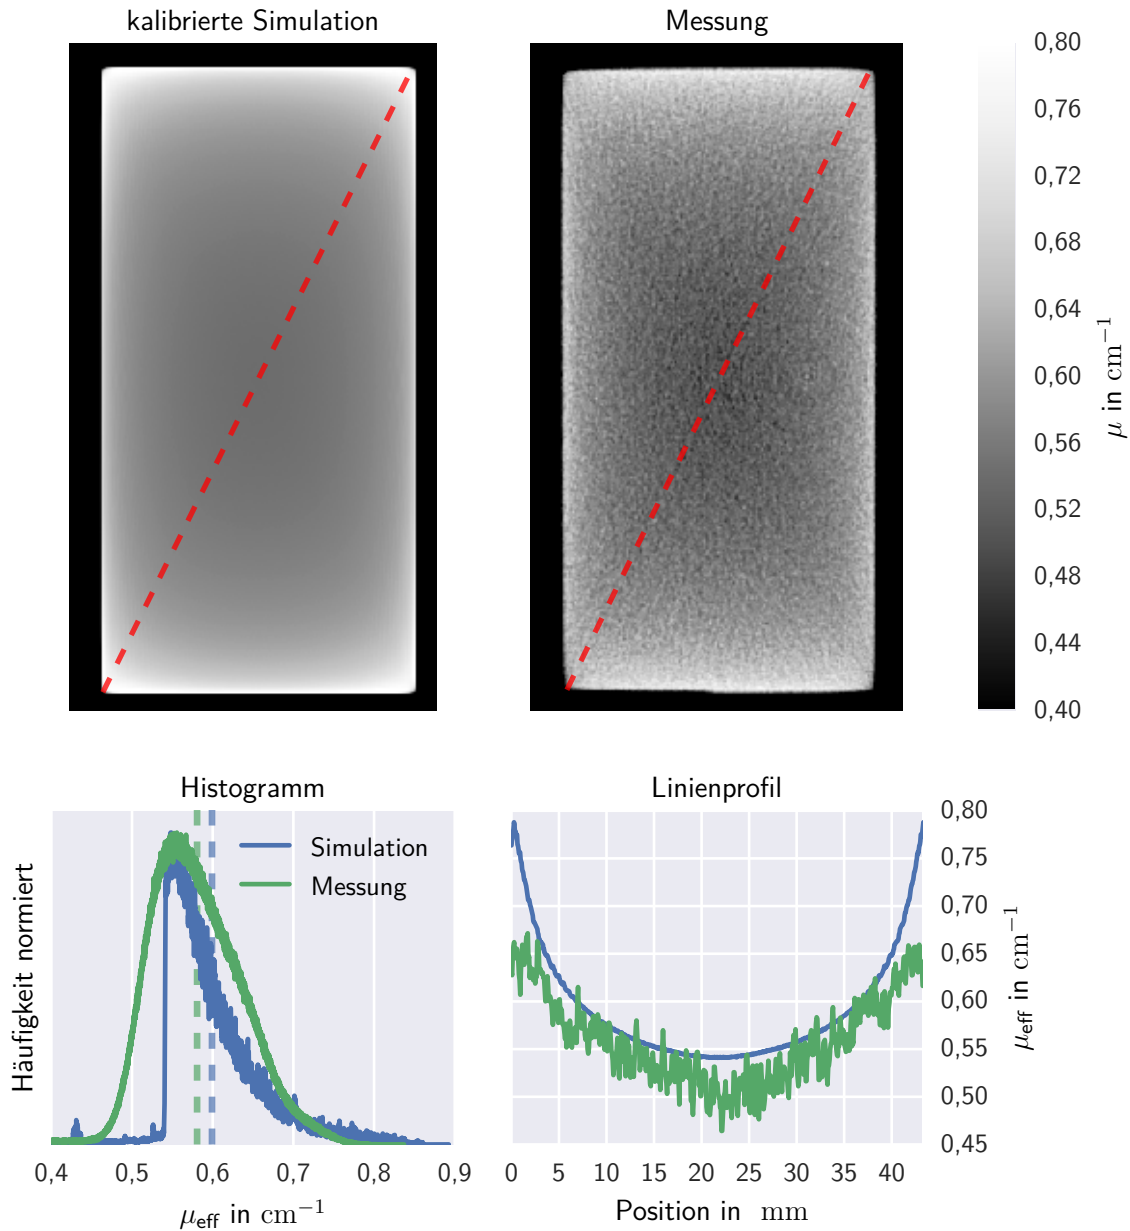 kalibrierte Simulation
Messung
0,80
0,76
0,72
0,68
0,64
0,60
0,56
0,52
0,48
0,44
0,40
μ in cm⁻¹
Histogramm
Simulation
Messung
Häufigkeit normiert
0,4 0,5 0,6 0,7 0,8 0,9
μeff in cm⁻¹
Linienprofil
0,80
0,75
0,70
0,65
0,60
0,55
0,50
0,45
μeff in cm⁻¹
0 5 10 15 20 25 30 35 40
Position in mm